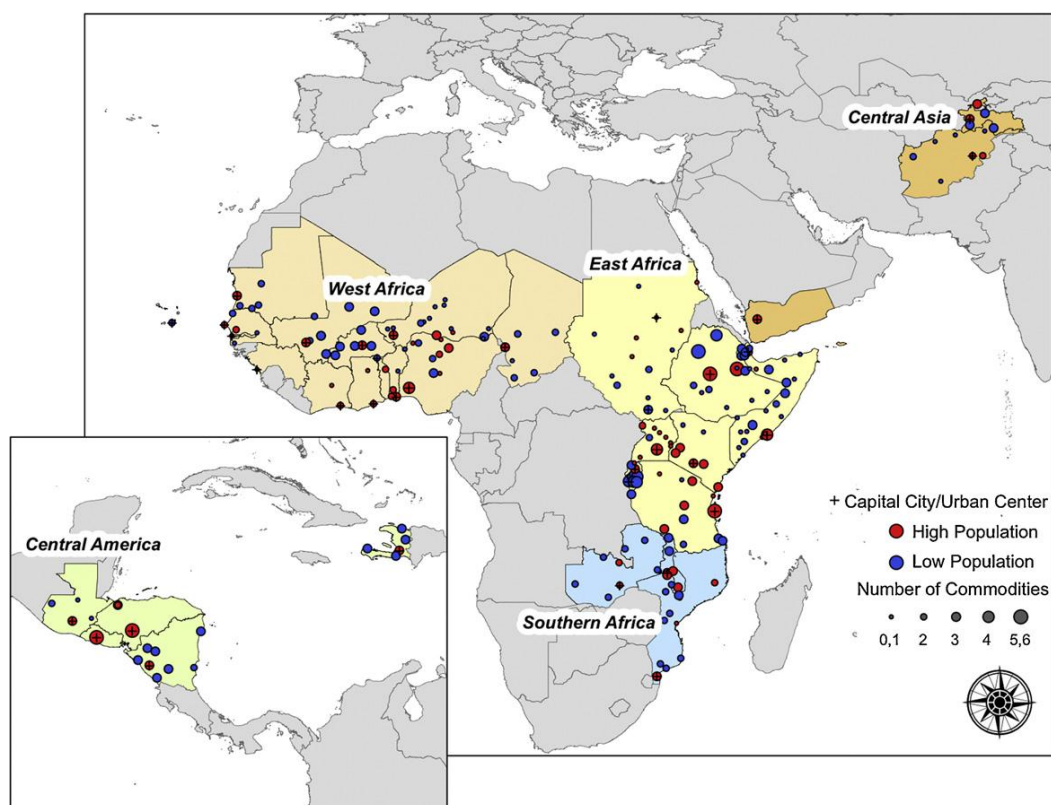 Central Asia
East Africa
West Africa
+ Capital City/Urban Center
High Population
Low Population
Number of Commodities
0,1 2 3 4 5,6
Central America
Southern Africa